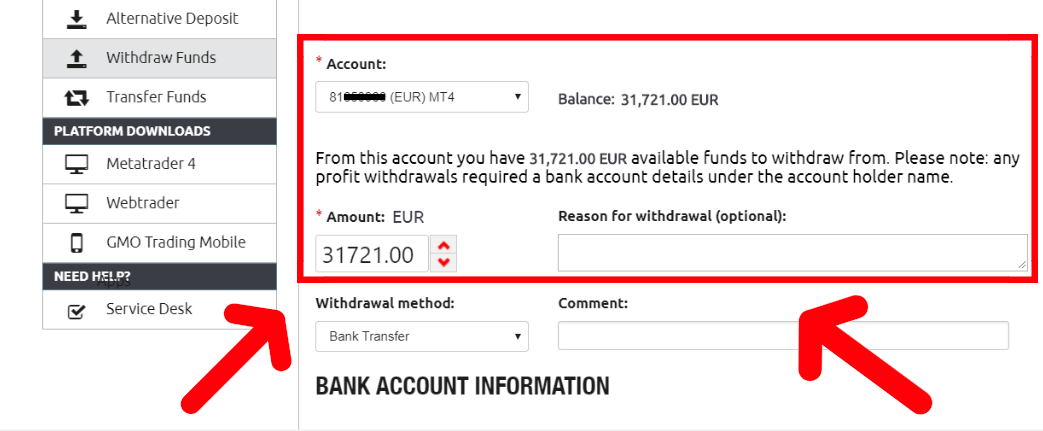 Alternative Deposit
Withdraw Funds
Transfer Funds
PLATFORM DOWNLOADS
Metatrader 4
Webtrader
GMO Trading Mobile
Apps
NEED HELP?
Service Desk
* Account:
81 (EUR) MT4
Balance: 31,721.00 EUR
From this account you have 31,721.00 EUR available funds to withdraw from. Please note: any
profit withdrawals required a bank account details under the account holder name.
* Amount: EUR
Reason for withdrawal (optional):
31721.00
Withdrawal method:
Comment:
Bank Transfer
BANK ACCOUNT INFORMATION